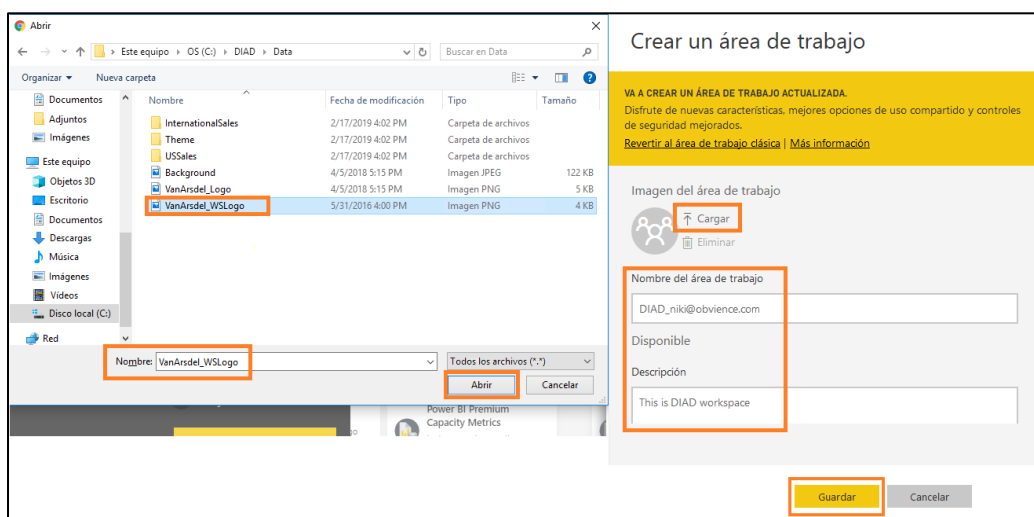 Abrir
Este equipo > OS (C:) > DIAD > Data
Buscar en Data
Organizar
Nueva carpeta
Documentos
Adjuntos
Imágenes
Este equipo
Objetos 3D
Escritorio
Documentos
Descargas
Música
Imágenes
Vídeos
Disco local (C:)
Red
Nombre Fecha de modificación Tipo Tamaño
InternationalSales 2/17/2019 4:02 PM Carpeta de archivos
Theme 2/17/2019 4:02 PM Carpeta de archivos
USSales 2/17/2019 4:02 PM Carpeta de archivos
Background 4/5/2018 5:15 PM Imagen JPEG 122 KB
VanArsdel_Logo 4/5/2018 5:15 PM Imagen PNG 5 KB
VanArsdel_WSLogo 5/31/2016 4:00 PM Imagen PNG 4 KB
Nombre: VanArsdel_WSLogo
Todos los archivos (*.*)
Abrir
Cancelar
Power BI Premium
Capacity Metrics
Crear un área de trabajo
VA A CREAR UN ÁREA DE TRABAJO ACTUALIZADA.
Disfrute de nuevas características, mejores opciones de uso compartido y controles
de seguridad mejorados.
Revertir al área de trabajo clásica | Más información
Imagen del área de trabajo
Cargar
Eliminar
Nombre del área de trabajo
DIAD_niki@obvience.com
Disponible
Descripción
This is DIAD workspace
Guardar
Cancelar